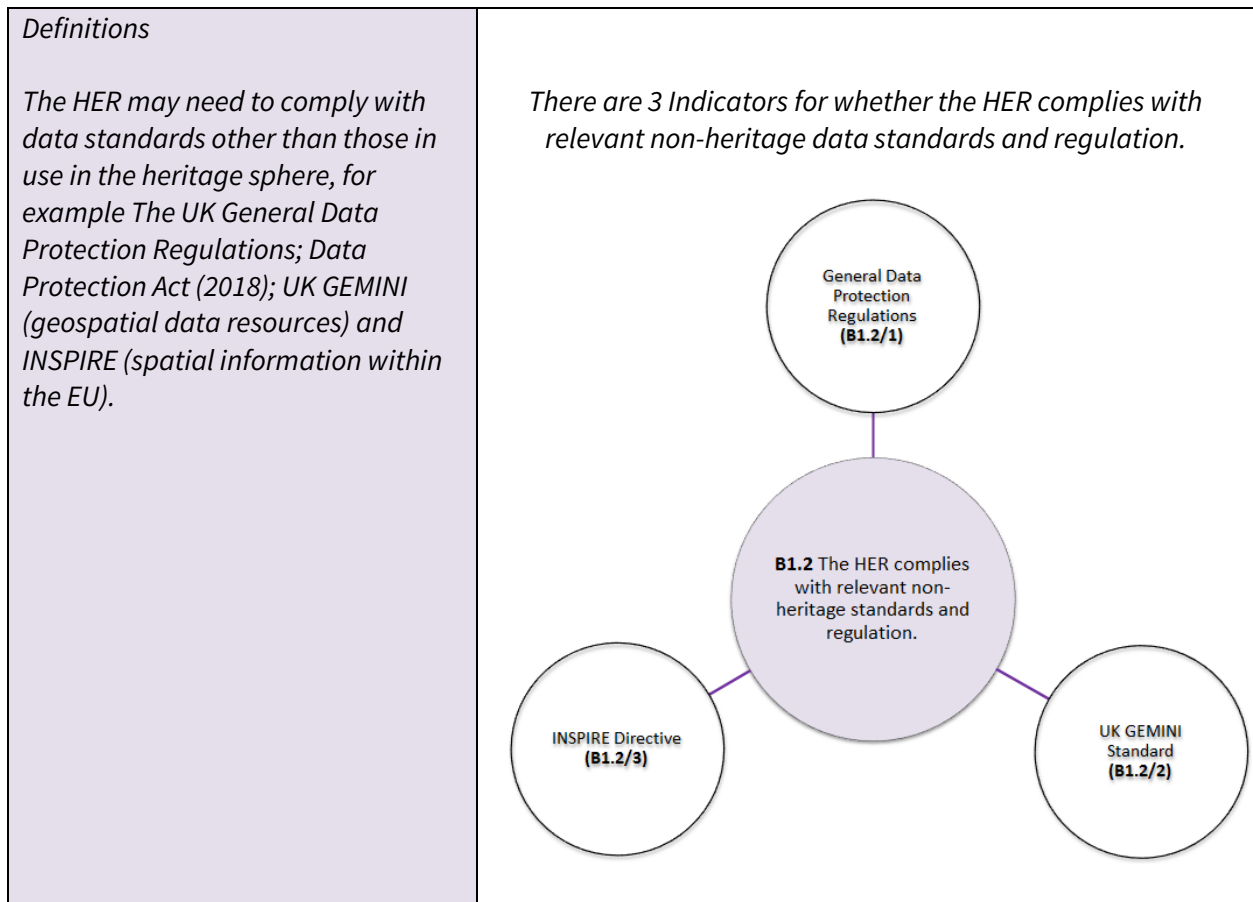 Definitions
The HER may need to comply with
data standards other than those in
use in the heritage sphere, for
example The UK General Data
Protection Regulations; Data
Protection Act (2018); UK GEMINI
(geospatial data resources) and
INSPIRE (spatial information within
the EU).
There are 3 Indicators for whether the HER complies with
relevant non-heritage data standards and regulation.
General Data
Protection
Regulations
(B1.2/1)
B1.2 The HER complies
with relevant non-
heritage standards and
regulation.
INSPIRE Directive
(B1.2/3)
UK GEMINI
Standard
(B1.2/2)